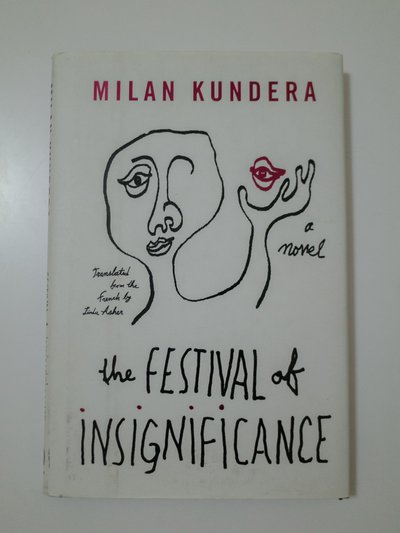 MILAN KUNDERA
a
novel
Translated
from the
French by
Linda Asher
the FESTIVAL of
INSIGNIFICANCE